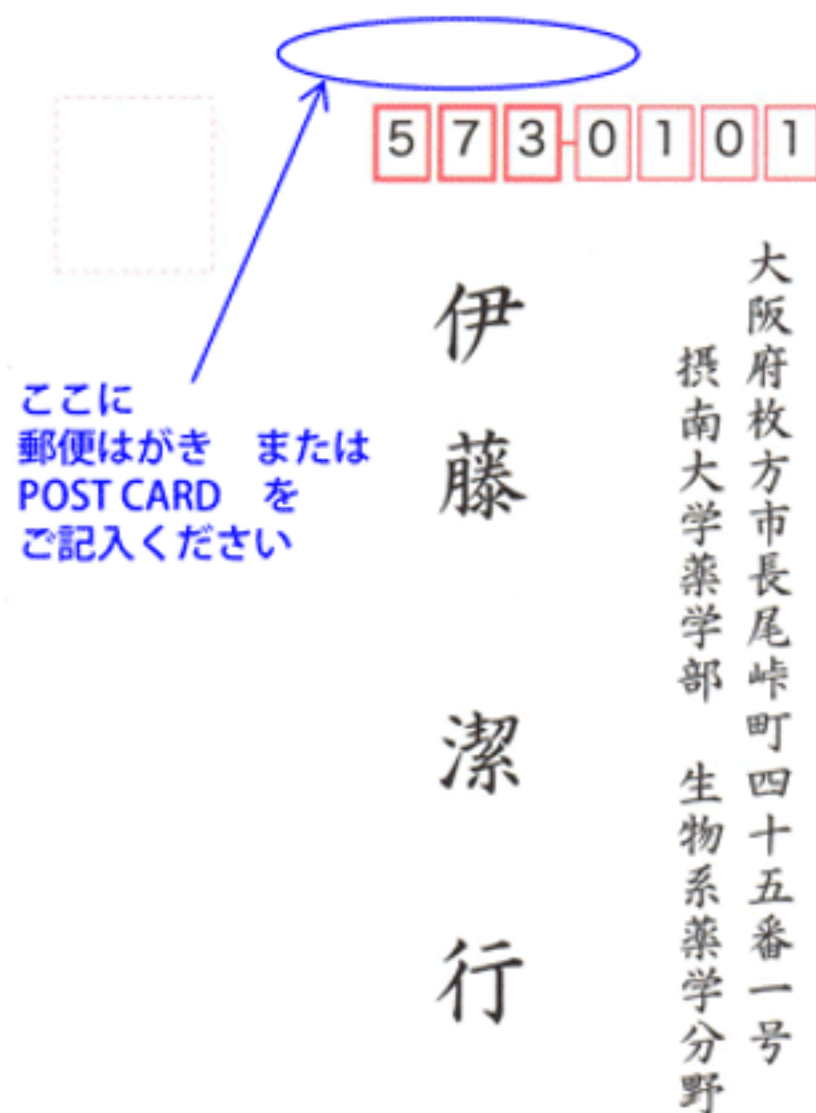 573-0101
大阪府枚方市長尾峠町四十五番一号
摂南大学薬学部　生物系薬学分野
伊藤　潔行
ここに
郵便はがき　または
POST CARD　を
ご記入ください